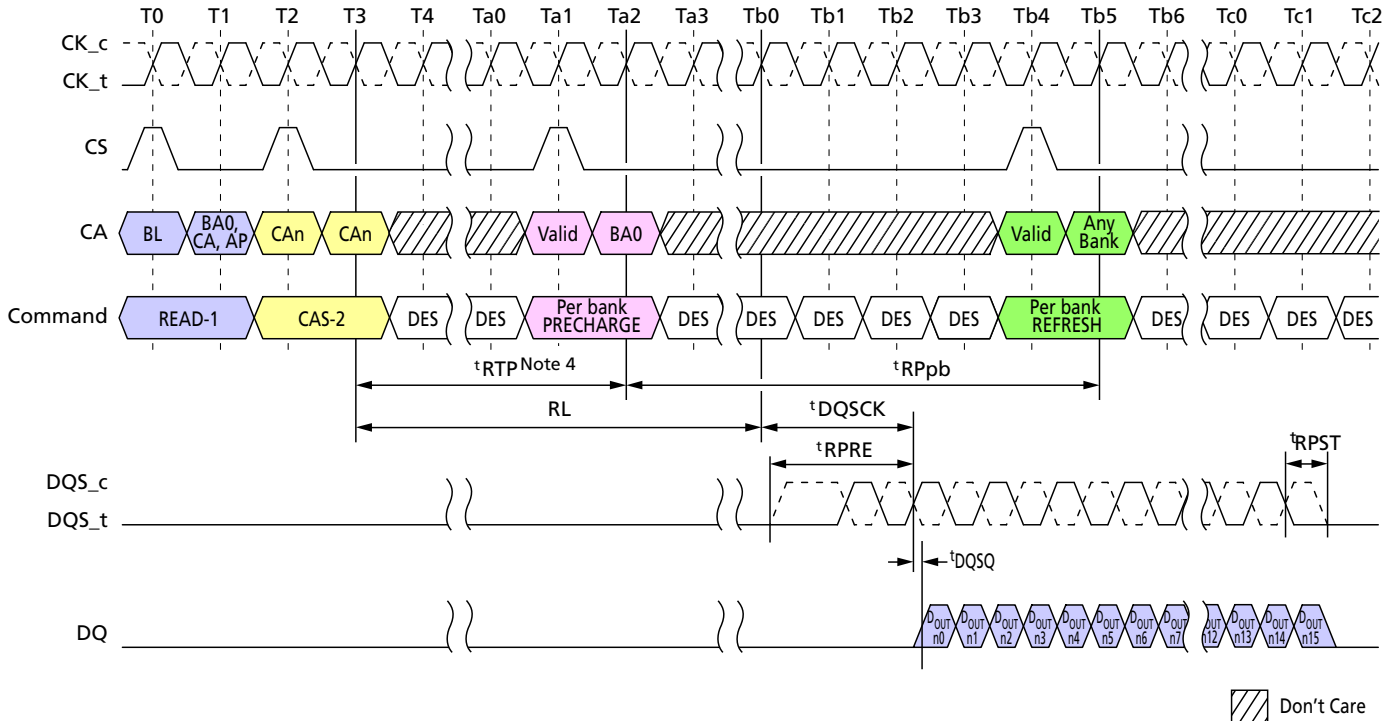 T0 T1 T2 T3 T4 Ta0 Ta1 Ta2 Ta3 Tb0 Tb1 Tb2 Tb3 Tb4 Tb5 Tb6 Tc0 Tc1 Tc2
CK_c
CK_t
CS
CA BL BA0, CA, AP CAn CAn Valid BA0 Valid Any Bank
Command READ-1 CAS-2 DES DES Per bank PRECHARGE DES DES DES DES DES Per bank REFRESH DES DES DES DES
tRTP Note 4 tRPpb
RL tDQSCK
tRPRE tRPST
DQS_c
DQS_t
tDQSQ
DQ DOUT n0 DOUT n1 DOUT n2 DOUT n3 DOUT n4 DOUT n5 DOUT n6 DOUT n7 DOUT n12 DOUT n13 DOUT n14 DOUT n15
Don't Care